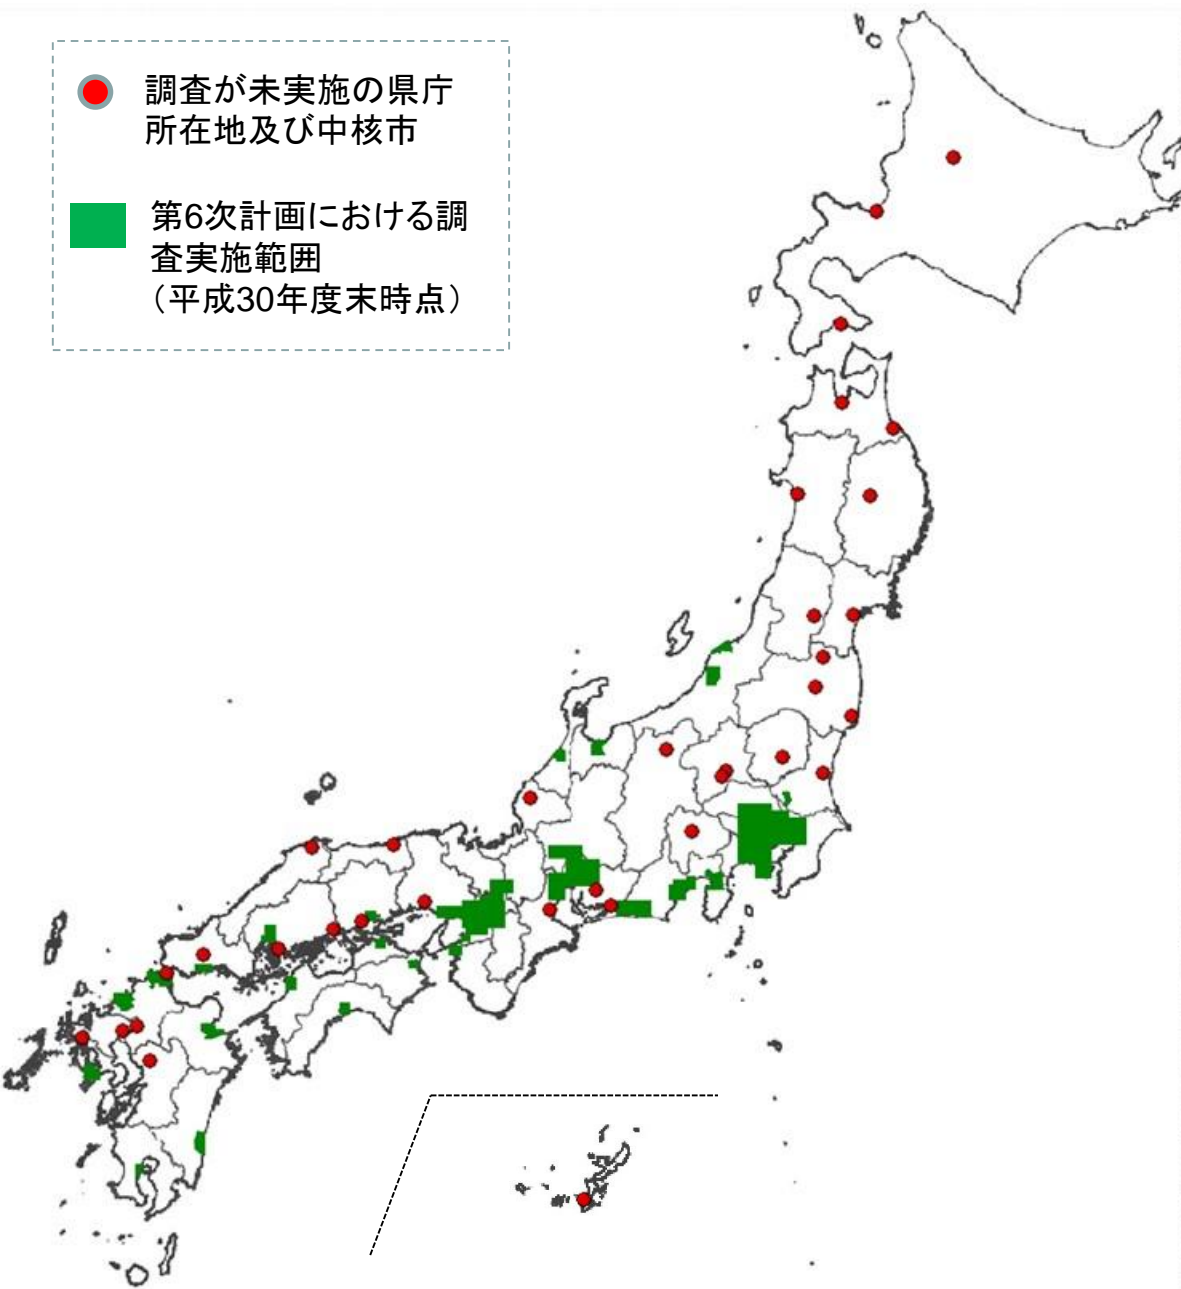 調査が未実施の県庁
所在地及び中核市
第6次計画における調
査実施範囲
（平成30年度末時点）